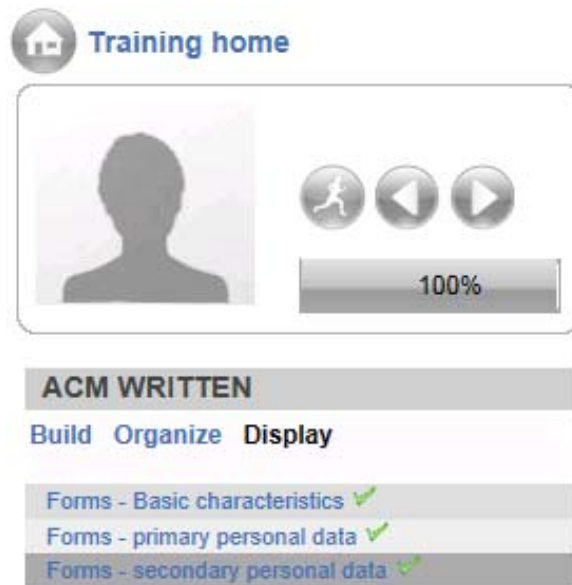 Training home
100%
ACM WRITTEN
Build Organize Display
Forms - Basic characteristics
Forms - primary personal data
Forms - secondary personal data